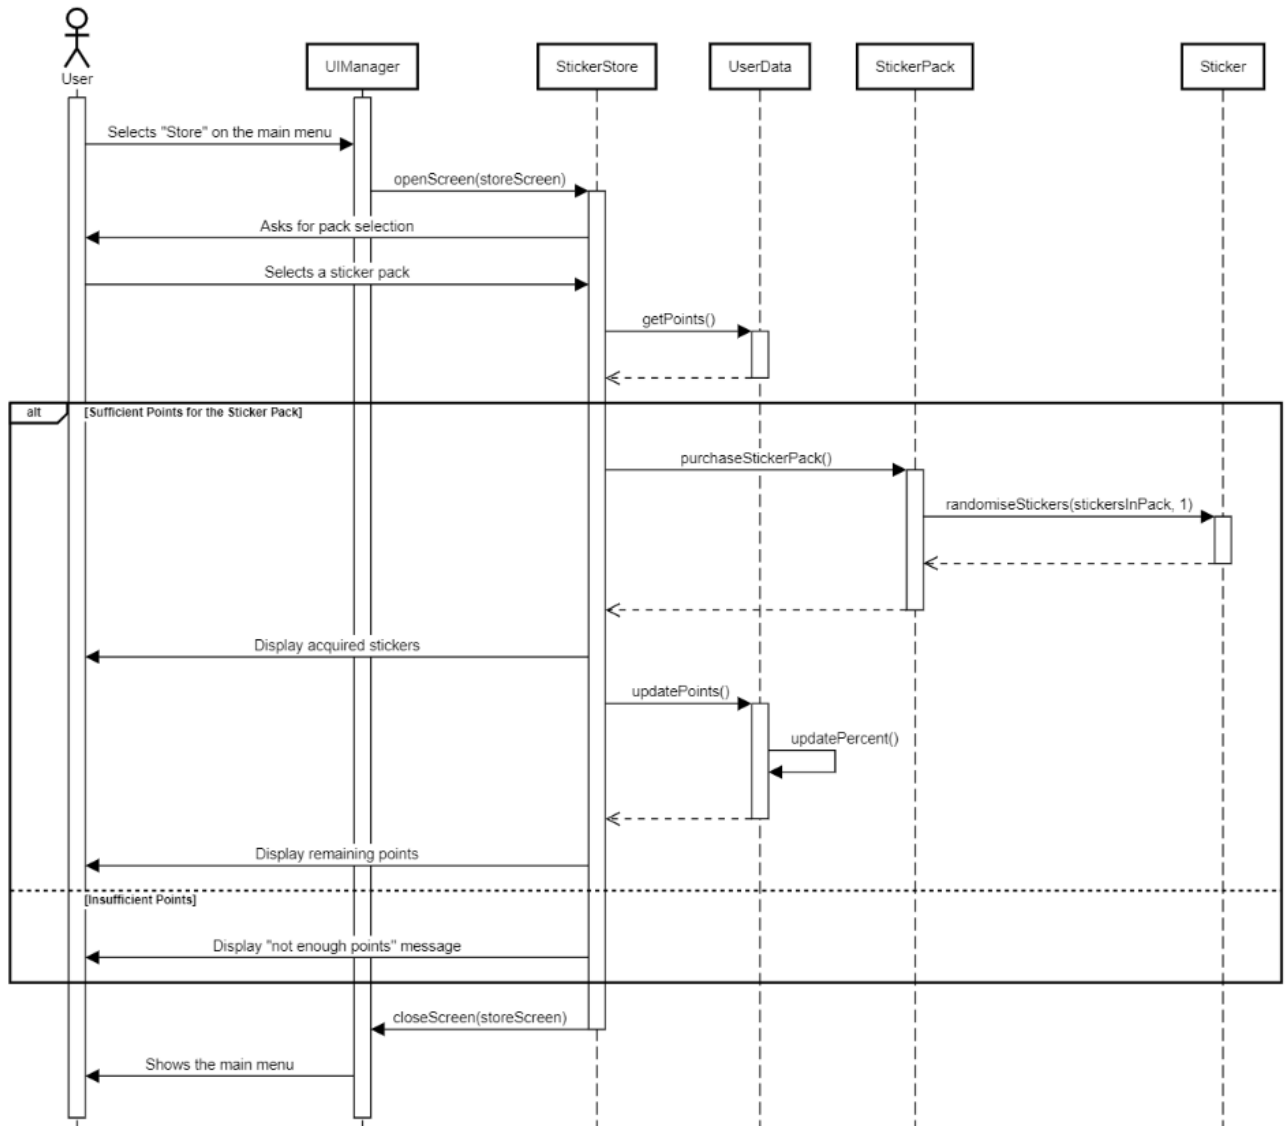 User
UIManager
StickerStore
UserData
StickerPack
Sticker
Selects "Store" on the main menu
openScreen(storeScreen)
Asks for pack selection
Selects a sticker pack
getPoints()
alt
[Sufficient Points for the Sticker Pack]
purchaseStickerPack()
randomiseStickers(stickersInPack, 1)
Display acquired stickers
updatePoints()
updatePercent()
Display remaining points
[Insufficient Points]
Display "not enough points" message
closeScreen(storeScreen)
Shows the main menu